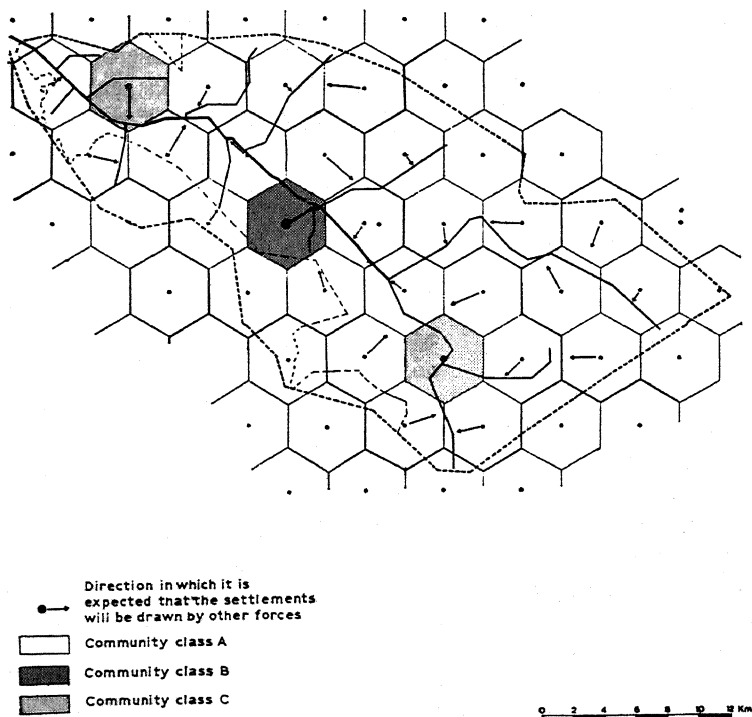 Direction in which it is
expected that the settlements
will be drawn by other forces
Community class A
Community class B
Community class C
0 2 4 6 8 10 12 Km